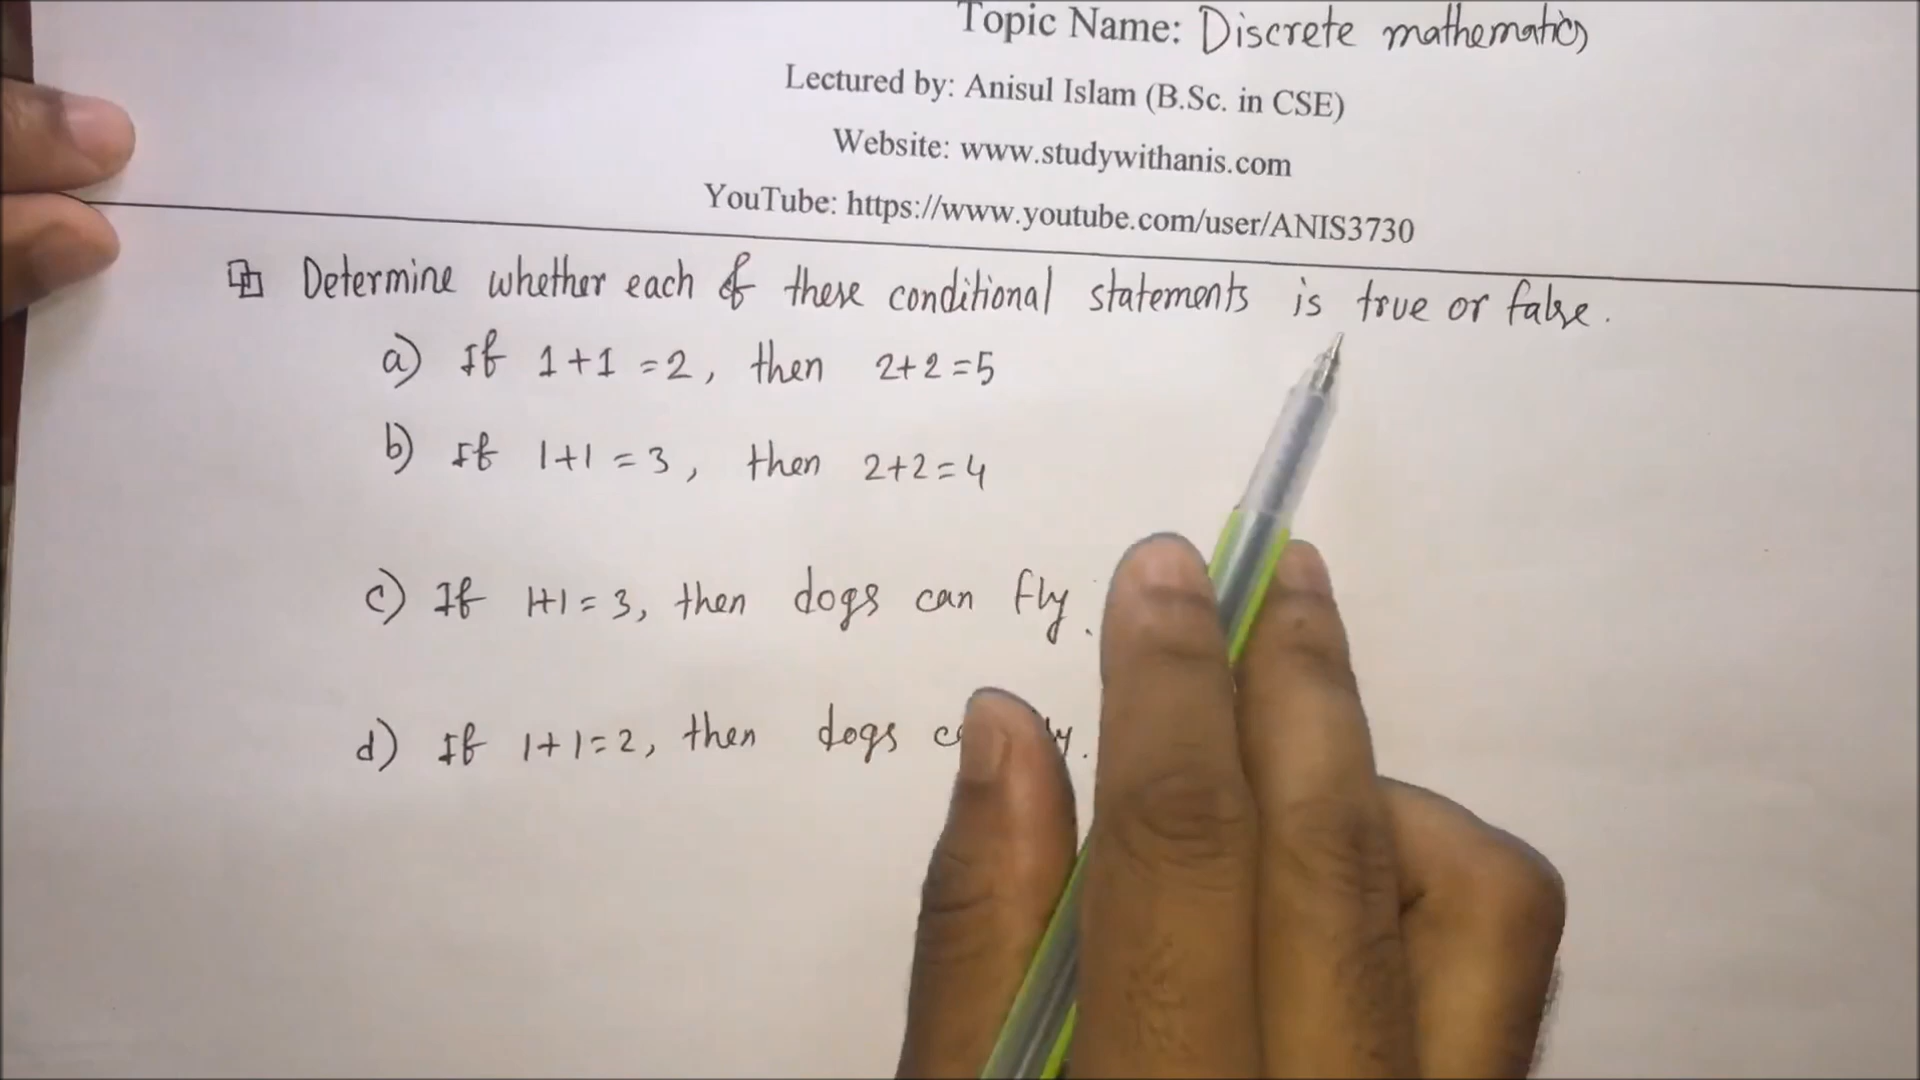 Topic Name: Discrete mathematics
Lectured by: Anisul Islam (B.Sc. in CSE)
Website: www.studywithanis.com
YouTube: https://www.youtube.com/user/ANIS3730
Determine whether each of these conditional statements is true or false.
a) If 1+1 = 2, then 2+2 = 5
b) If 1+1 = 3, then 2+2 = 4
c) If 1+1 = 3, then dogs can fly.
d) If 1+1 = 2, then dogs